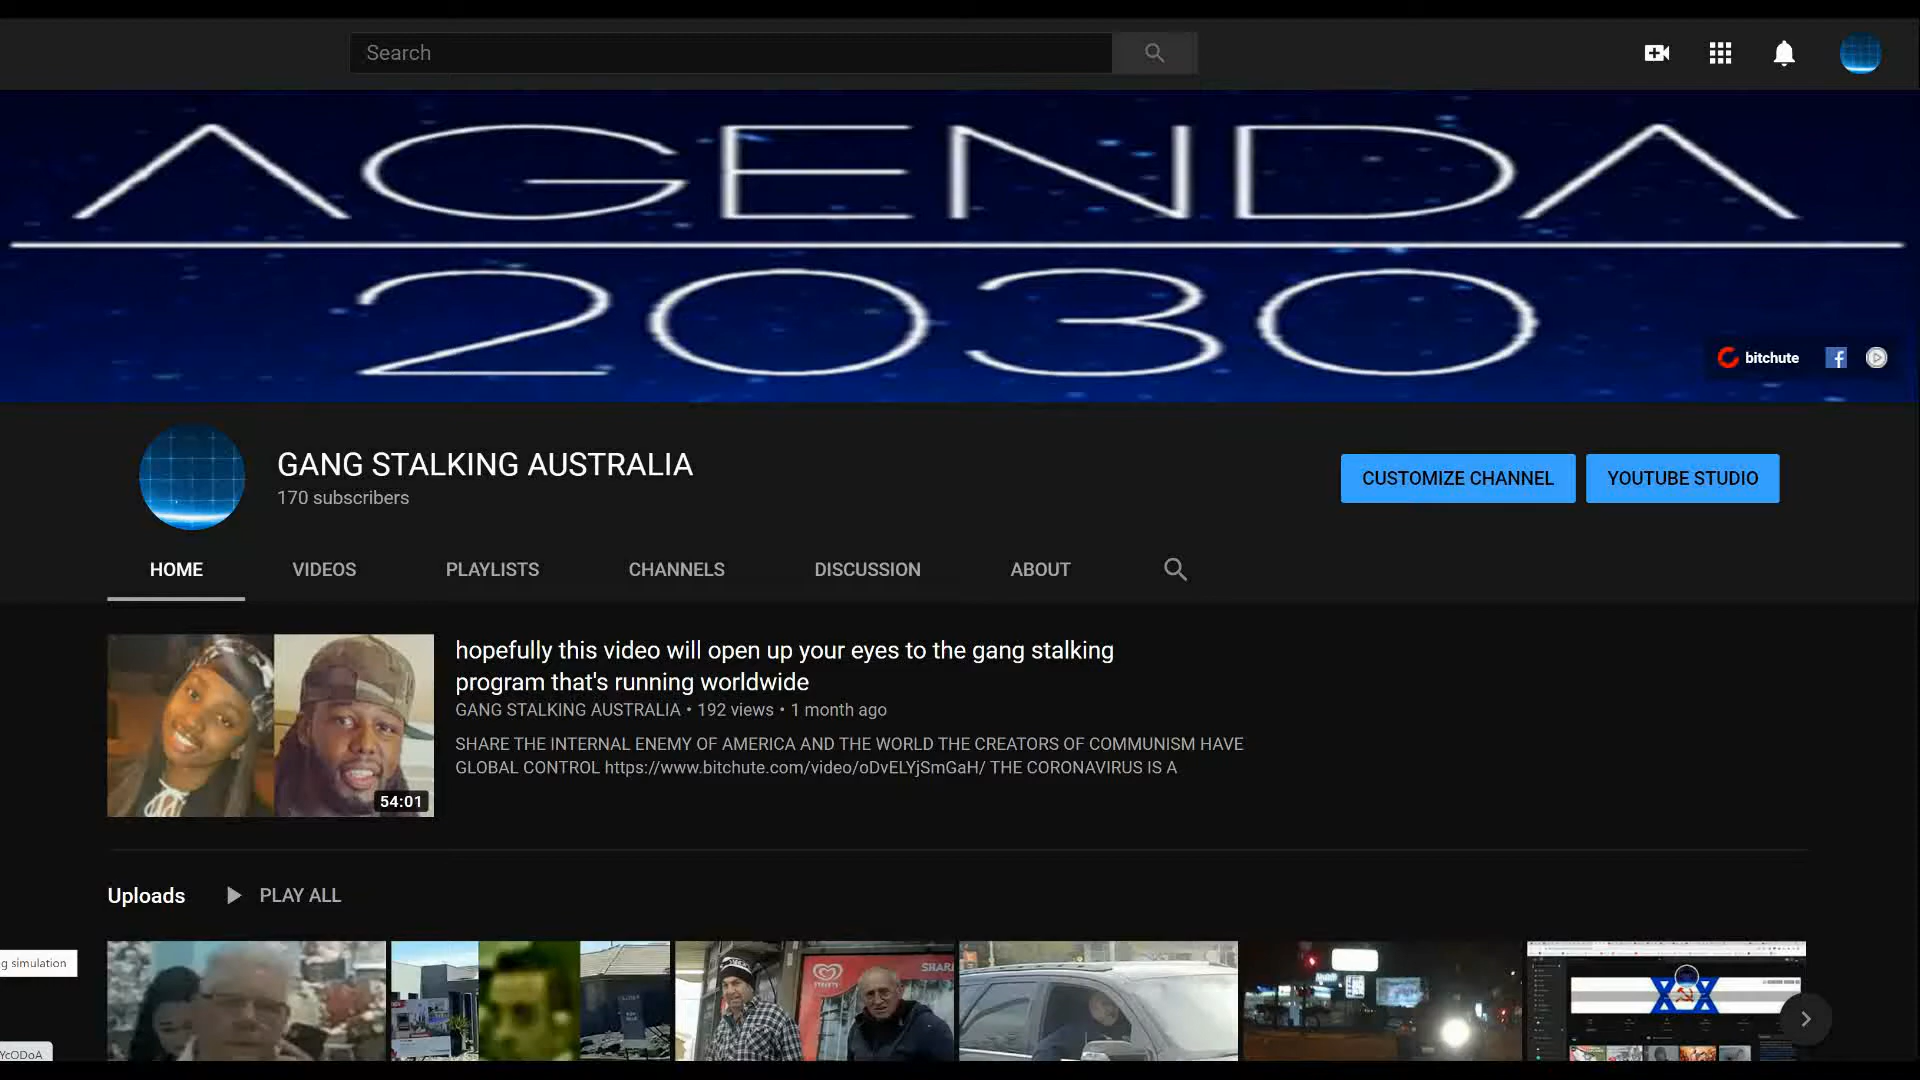 Search
AGENDA
2030
bitchute
GANG STALKING AUSTRALIA
170 subscribers
CUSTOMIZE CHANNEL
YOUTUBE STUDIO
HOME
VIDEOS
PLAYLISTS
CHANNELS
DISCUSSION
ABOUT
hopefully this video will open up your eyes to the gang stalking
program that's running worldwide
GANG STALKING AUSTRALIA • 192 views • 1 month ago
SHARE THE INTERNAL ENEMY OF AMERICA AND THE WORLD THE CREATORS OF COMMUNISM HAVE
GLOBAL CONTROL https://www.bitchute.com/video/oDvELYjSmGaH/ THE CORONAVIRUS IS A
54:01
Uploads
PLAY ALL
g simulation
YcODoA
STREETS
SHAR